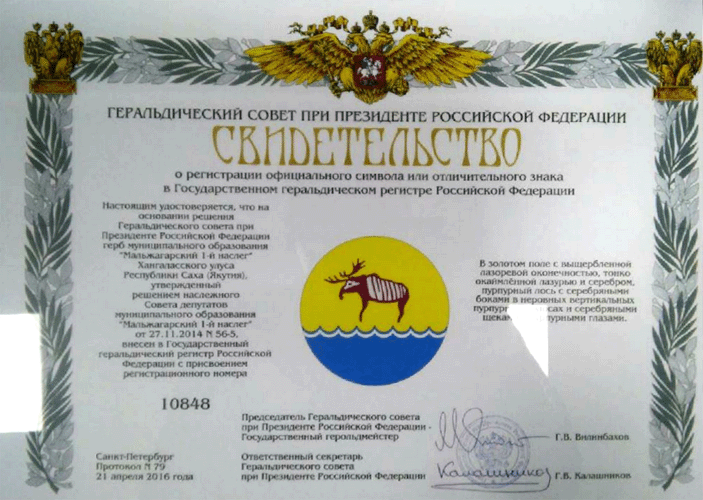 ГЕРАЛЬДИЧЕСКИЙ СОВЕТ ПРИ ПРЕЗИДЕНТЕ РОССИЙСКОЙ ФЕДЕРАЦИИ
СВИДЕТЕЛЬСТВО
о регистрации официального символа или отличительного знака
в Государственном геральдическом регистре Российской Федерации
Настоящим удостоверяется, что на
основании решения
Геральдического совета при
Президенте Российской Федерации
герб муниципального образования
"Мальжагарский 1-й наслег"
Хангаласского улуса
Республики Саха (Якутия),
утвержденный
решением наслежного
Совета депутатов
муниципального образования
"Мальжагарский 1-й наслег"
от 27.11.2014 N 56-5,
внесен в Государственный
геральдический регистр Российской
Федерации с присвоением
регистрационного номера
10848
В золотом поле с выщербленной
лазоревой оконечностью, тонко
окаймлённой лазурью и серебром,
пурпурный лось с серебряными
боками в неровных вертикальных
и серебряными
глазами.
Председатель Геральдического совета
при Президенте Российской Федерации -
Государственный герольдмейстер
Г.В. Вилинбахов
Санкт-Петербург
Протокол N 79
21 апреля 2016 года
Ответственный секретарь
Геральдического совета
при Президенте Российской Федерации
Калашников
Г.В. Калашников